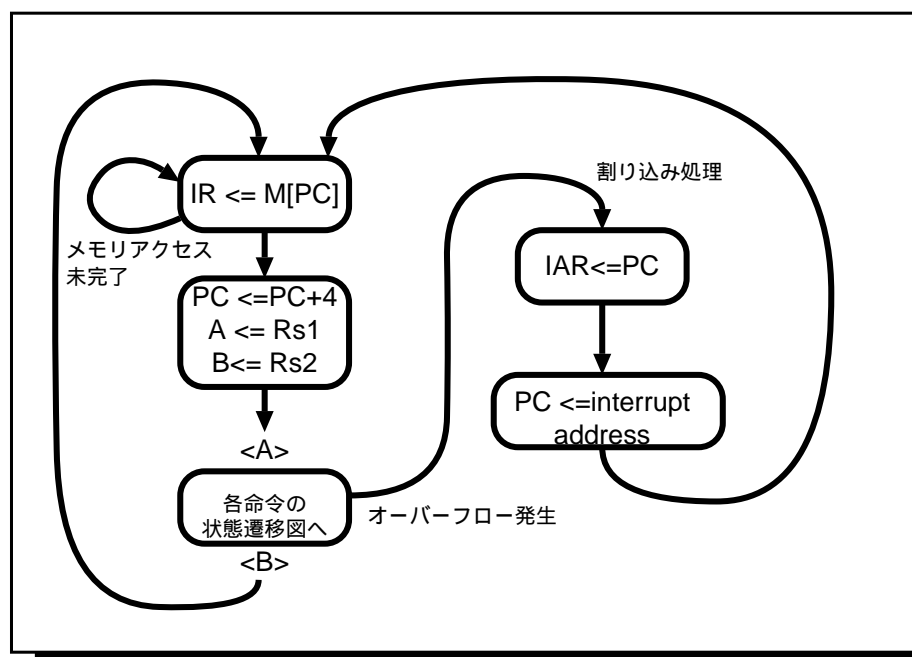 IR <= M[PC]
メモリアクセス
未完了
PC <=PC+4
A <= Rs1
B<= Rs2
<A>
各命令の
状態遷移図へ
<B>
オーバーフロー発生
割り込み処理
IAR<=PC
PC <=interrupt
address